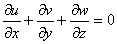 ∂u/∂x + ∂v/∂y + ∂w/∂z = 0